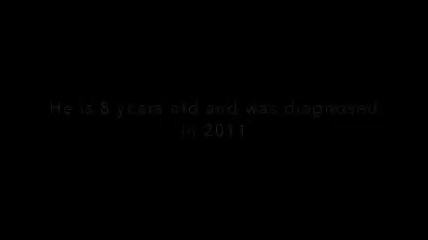 He is 8 years old and was diagnosed
in 2011